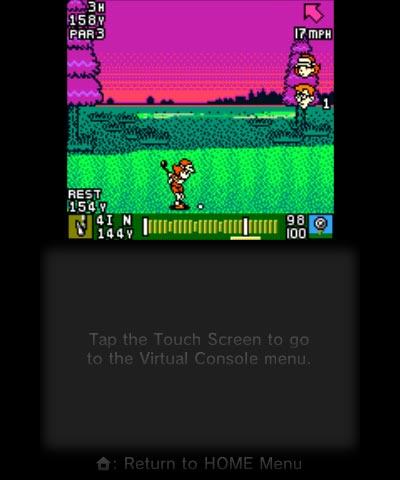 3H
158Y
PAR3
17MPH
1
REST
154Y
4I N
144Y
98
100
Tap the Touch Screen to go
to the Virtual Console menu.
: Return to HOME Menu